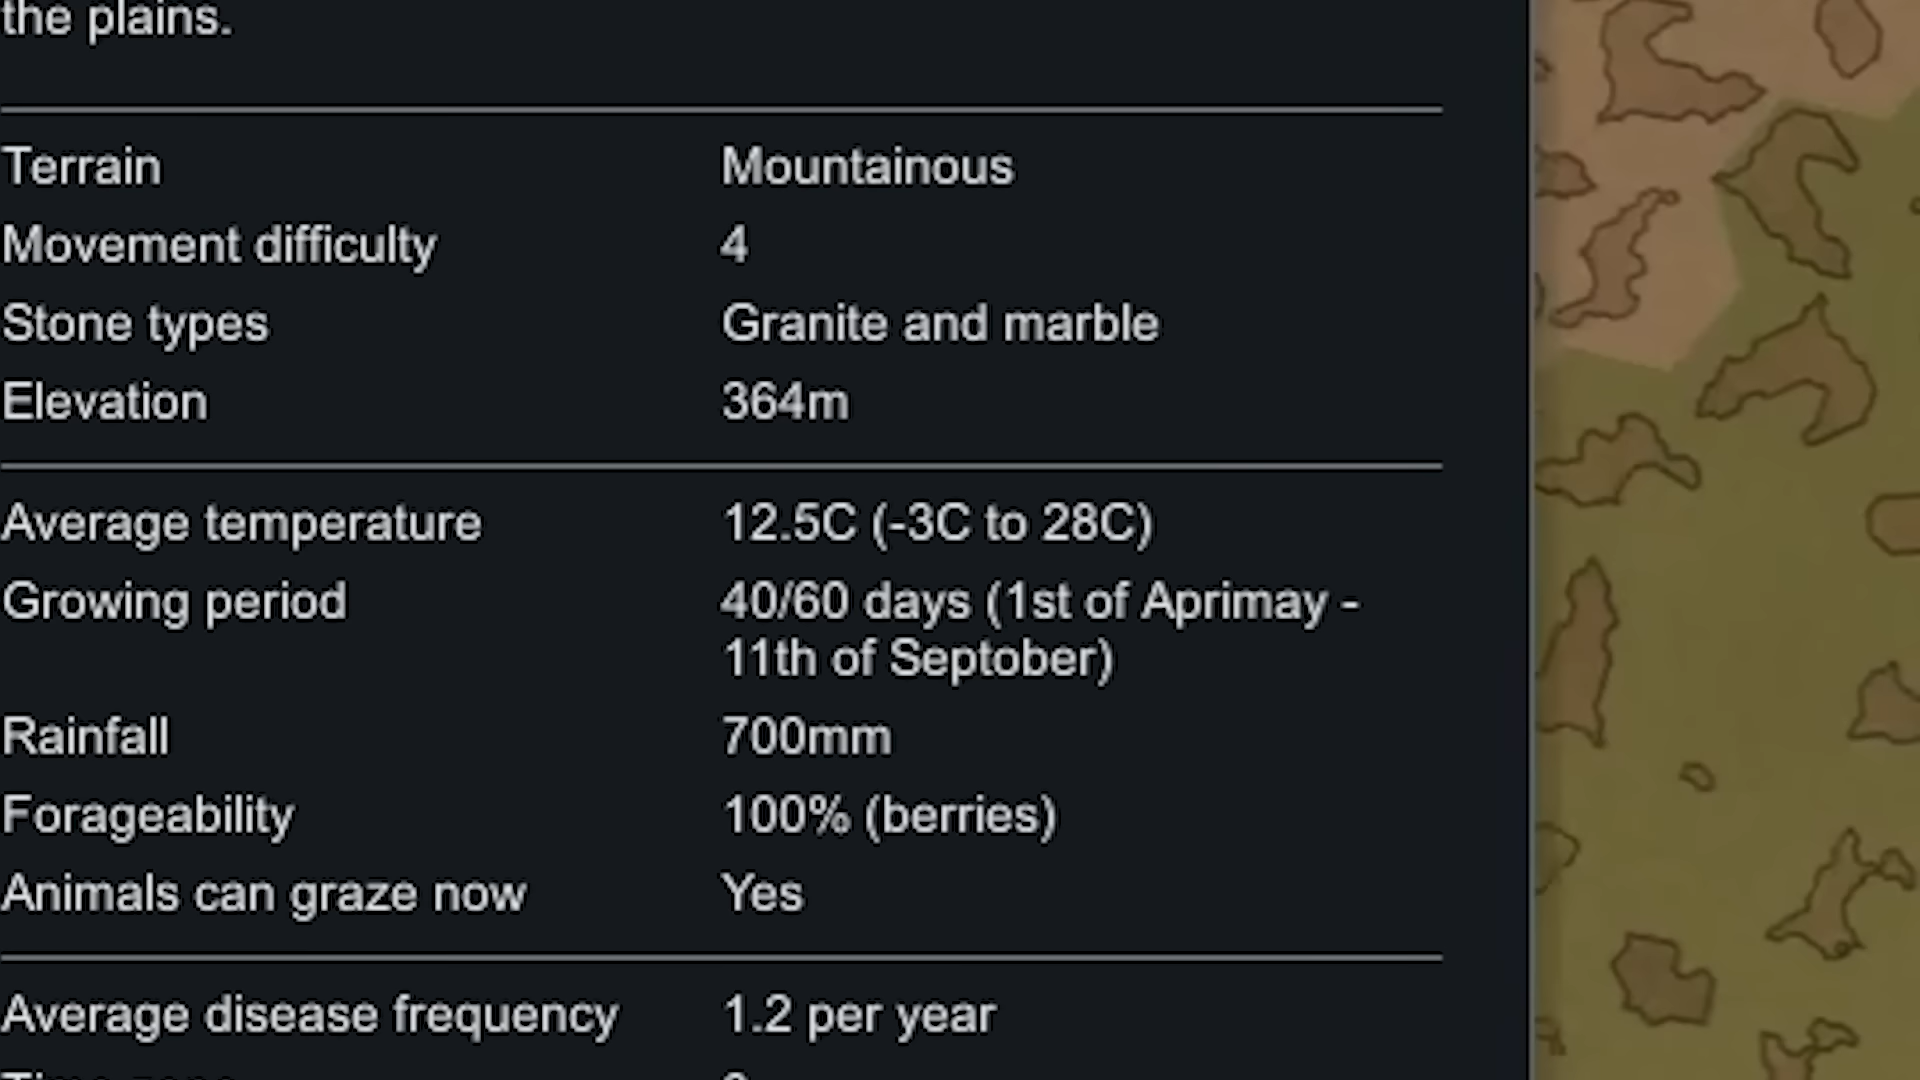 the plains.
Terrain Mountainous
Movement difficulty 4
Stone types Granite and marble
Elevation 364m
Average temperature 12.5C (-3C to 28C)
Growing period 40/60 days (1st of Aprimay -
11th of Septober)
Rainfall 700mm
Forageability 100% (berries)
Animals can graze now Yes
Average disease frequency 1.2 per year